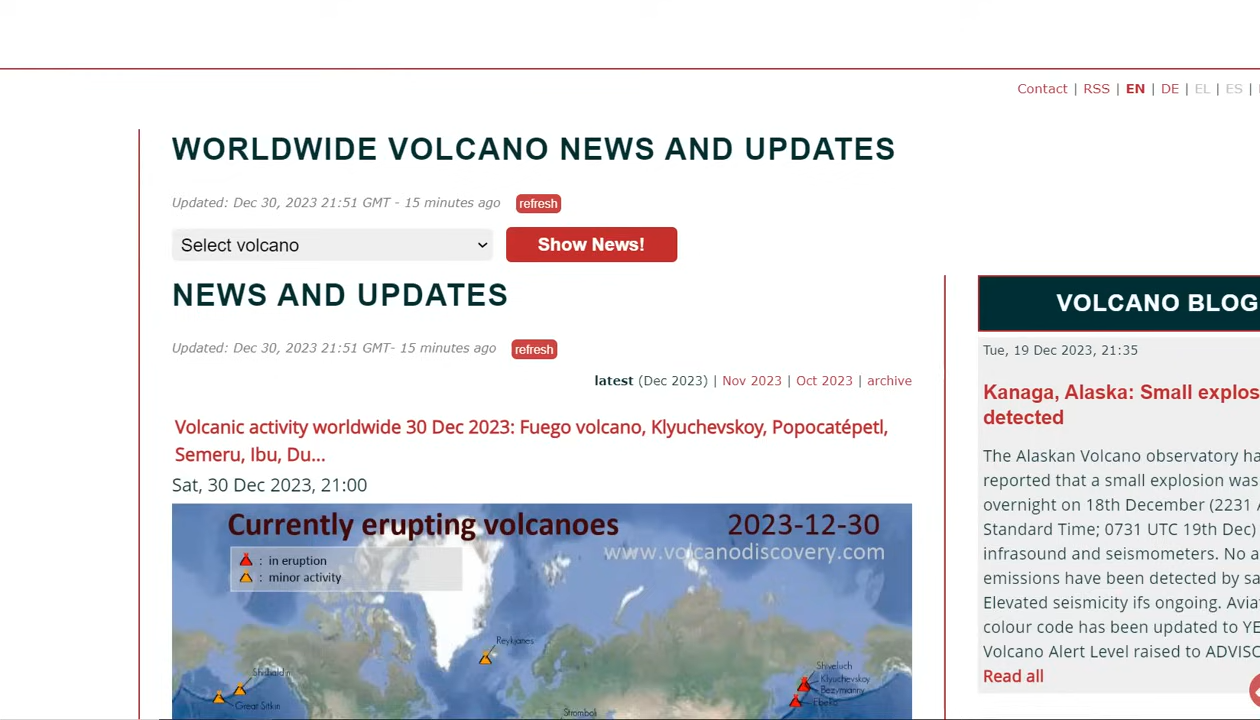 Contact | RSS | EN | DE | EL | ES |
WORLDWIDE VOLCANO NEWS AND UPDATES
Updated: Dec 30, 2023 21:51 GMT - 15 minutes ago refresh
Select volcano Show News!
NEWS AND UPDATES
Updated: Dec 30, 2023 21:51 GMT- 15 minutes ago refresh
latest (Dec 2023) | Nov 2023 | Oct 2023 | archive
Volcanic activity worldwide 30 Dec 2023: Fuego volcano, Klyuchevskoy, Popocatépetl,
Semeru, Ibu, Du...
Sat, 30 Dec 2023, 21:00
Currently erupting volcanoes 2023-12-30
www.volcanodiscovery.com
: in eruption
: minor activity
Reykjanes
Shishaldin
Great Sitkin
Sheveluch
Klyuchevskoy
Bezymianny
Ebeko
Stromboli
VOLCANO BLOG
Tue, 19 Dec 2023, 21:35
Kanaga, Alaska: Small explos
detected
The Alaskan Volcano observatory ha
reported that a small explosion was
overnight on 18th December (2231 A
Standard Time; 0731 UTC 19th Dec)
infrasound and seismometers. No a
emissions have been detected by sa
Elevated seismicity ifs ongoing. Avia
colour code has been updated to YE
Volcano Alert Level raised to ADVISO
Read all